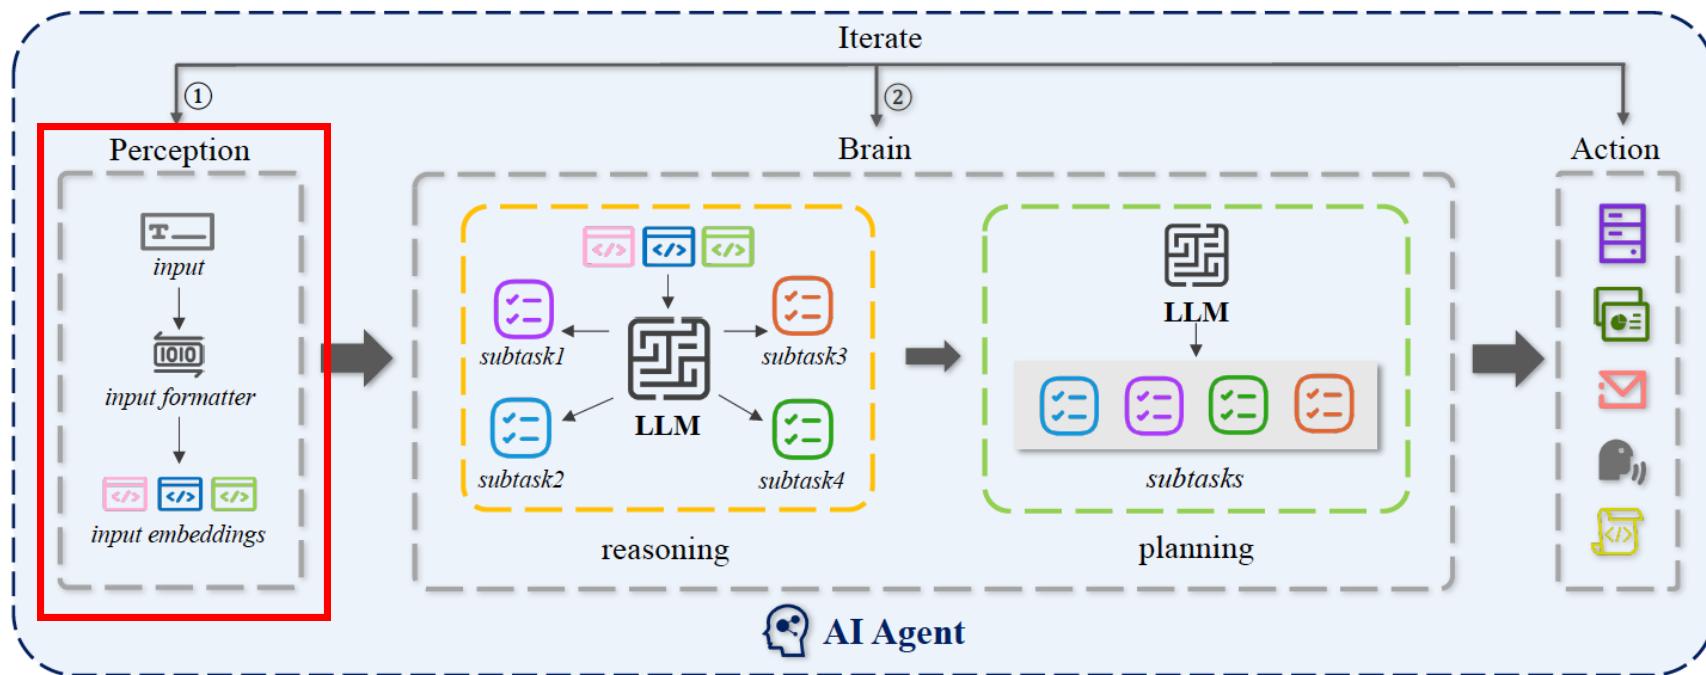 Iterate
①
②
Perception
Brain
Action
T
input
1010
input formatter
</>
</>
</>
input embeddings
</>
</>
</>
subtask1
subtask3
LLM
subtask2
subtask4
reasoning
LLM
subtasks
planning
</>
AI Agent